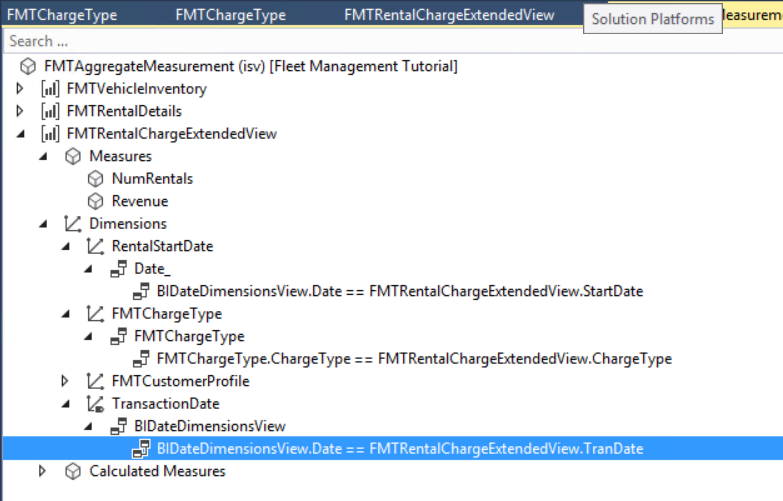 FMTChargeType FMTChargeType FMTRentalChargeExtendedView Solution Platforms
Search ...
FMTAggregateMeasurement (isv) [Fleet Management Tutorial]
FMTVehicleInventory
FMTRentalDetails
FMTRentalChargeExtendedView
Measures
NumRentals
Revenue
Dimensions
RentalStartDate
Date_
BIDateDimensionsView.Date == FMTRentalChargeExtendedView.StartDate
FMTChargeType
FMTChargeType
FMTChargeType.ChargeType == FMTRentalChargeExtendedView.ChargeType
FMTCustomerProfile
TransactionDate
BIDateDimensionsView
BIDateDimensionsView.Date == FMTRentalChargeExtendedView.TranDate
Calculated Measures